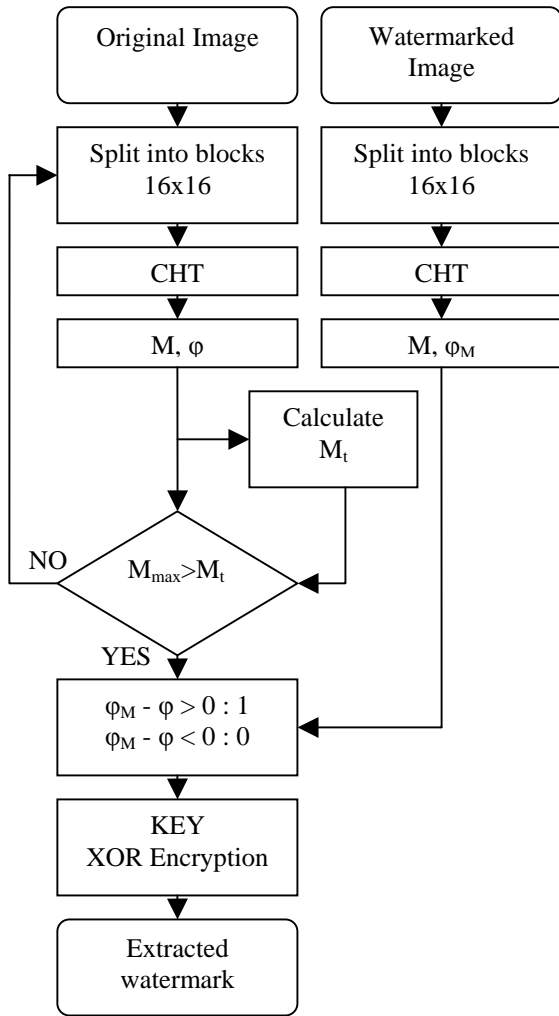 Original Image
Watermarked
Image
Split into blocks
16x16
Split into blocks
16x16
CHT
CHT
M, φ
M, φM
Calculate
Mt
NO
Mmax>Mt
YES
φM - φ > 0 : 1
φM - φ < 0 : 0
KEY
XOR Encryption
Extracted
watermark